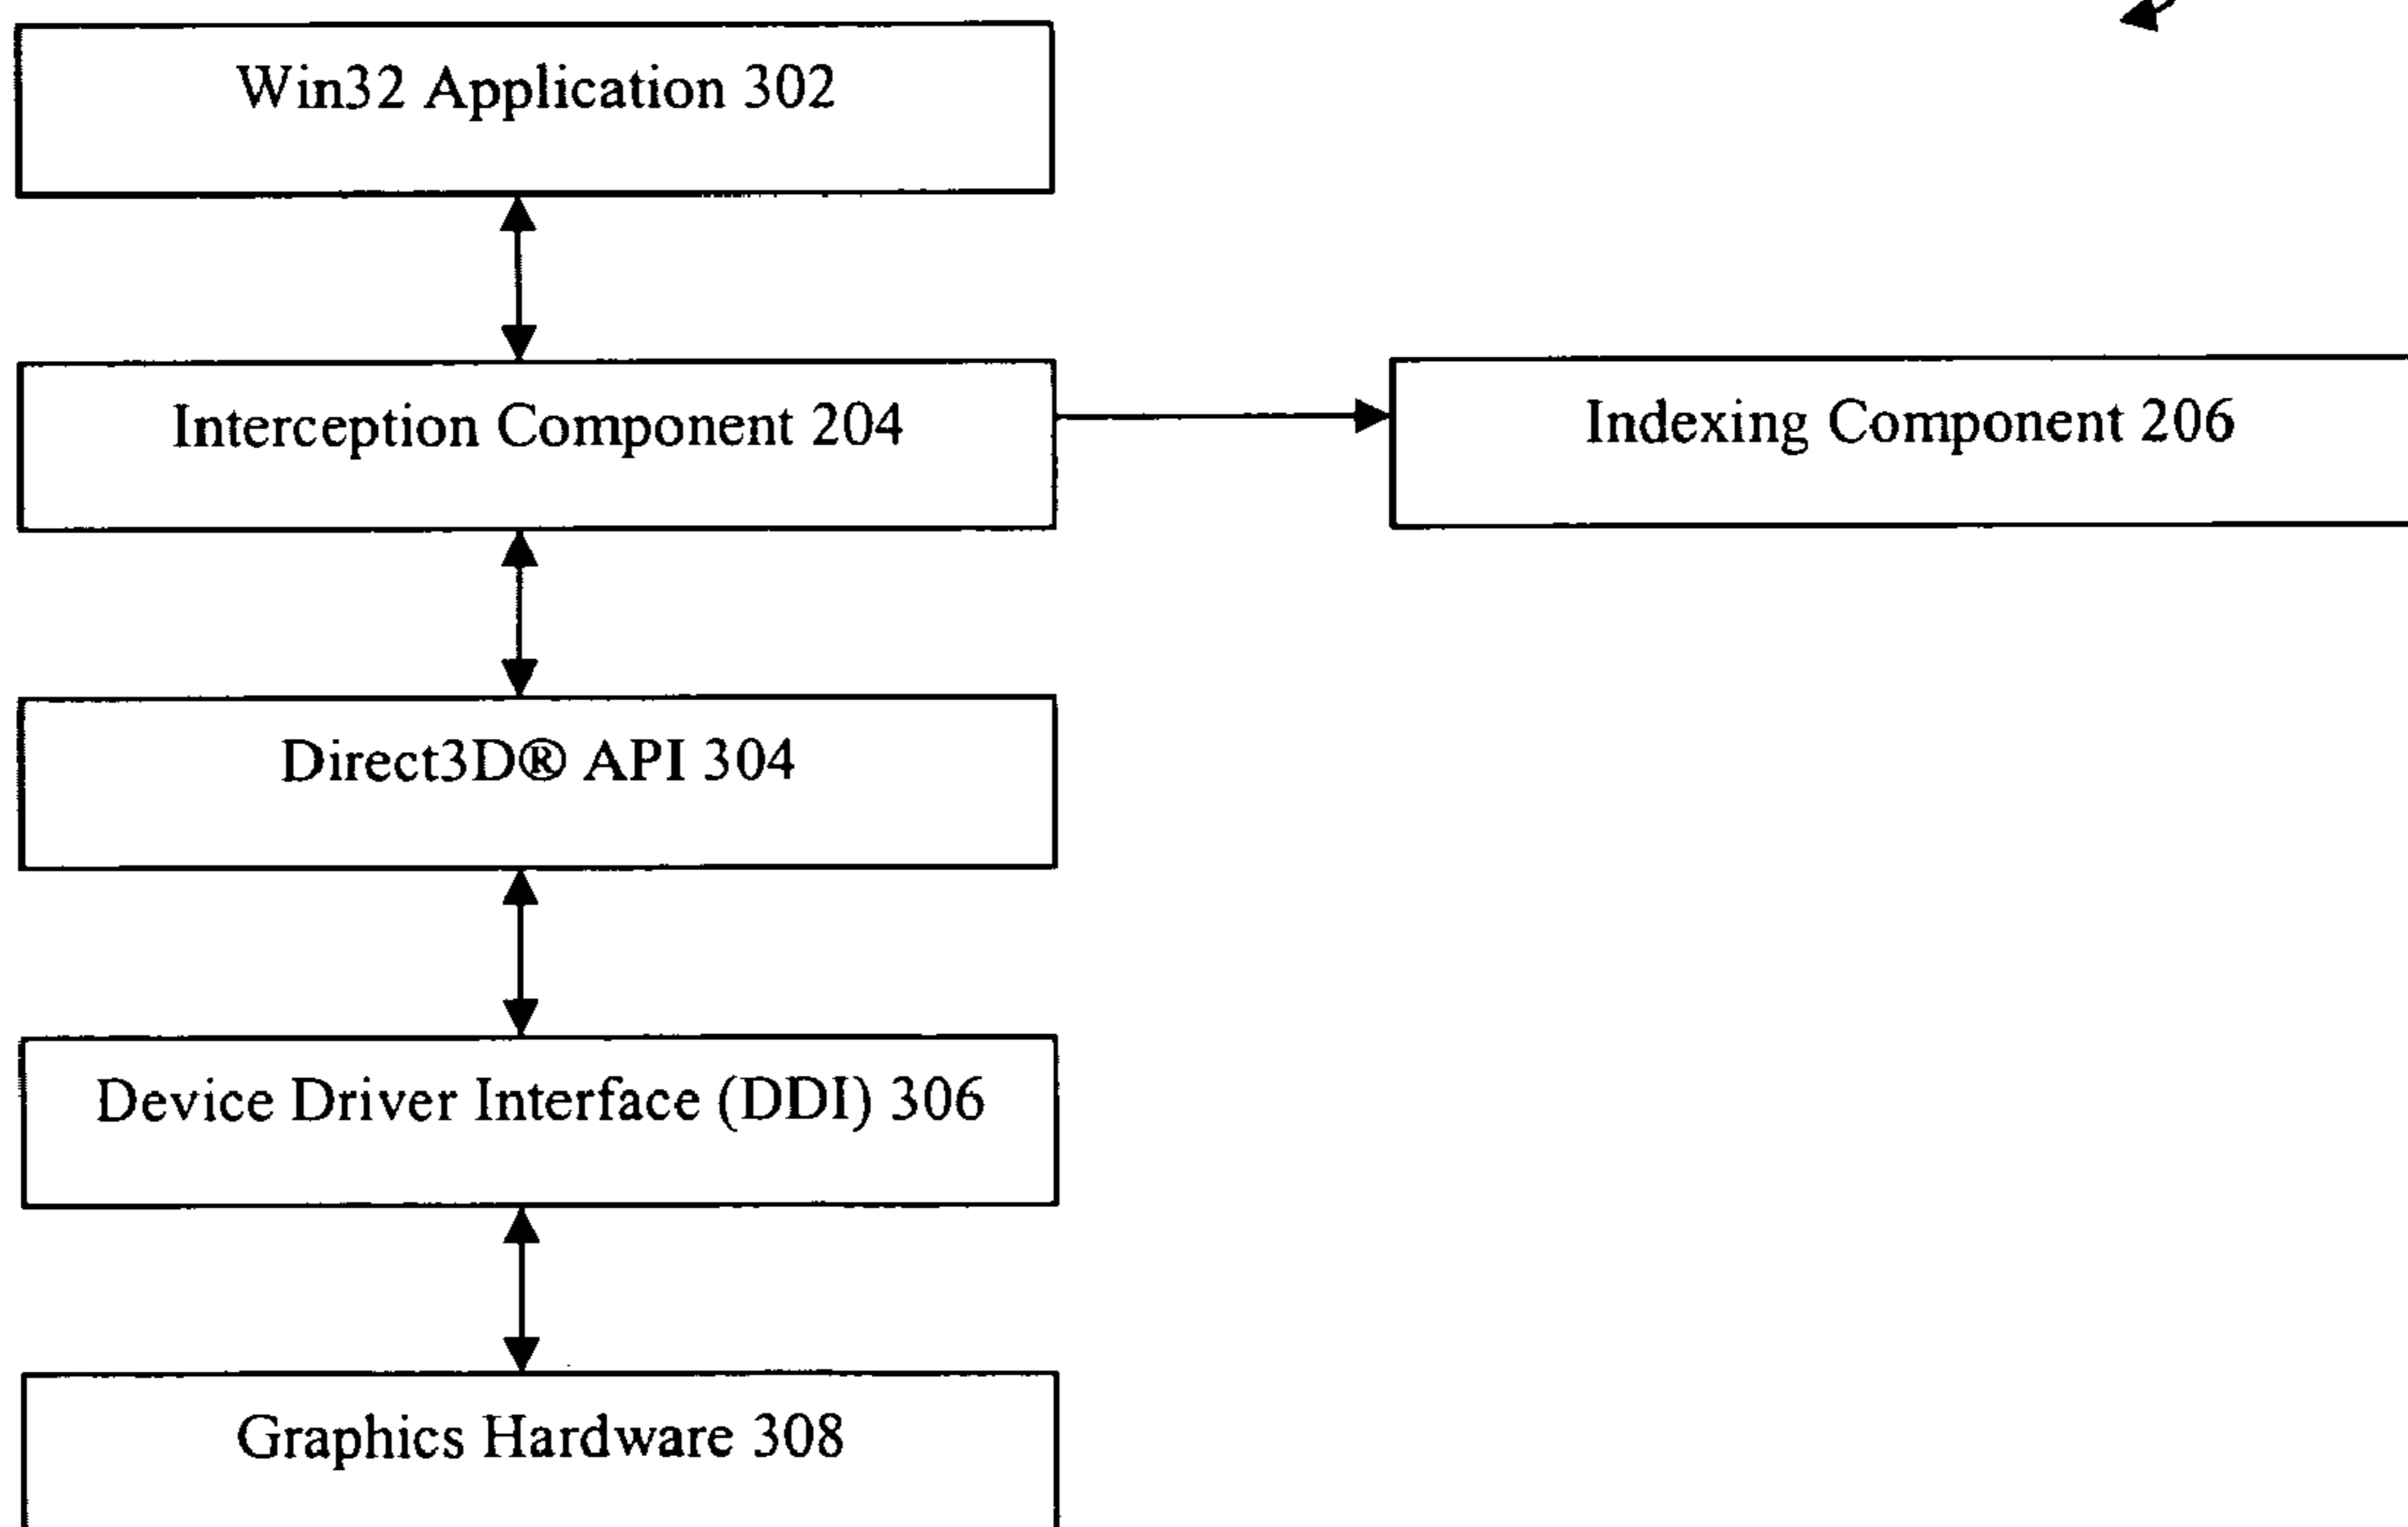 Win32 Application 302
Interception Component 204
Indexing Component 206
Direct3D® API 304
Device Driver Interface (DDI) 306
Graphics Hardware 308